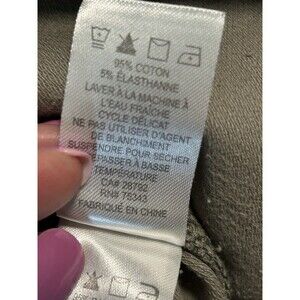 95% COTON
5% ÉLASTHANNE
LAVER À LA MACHINE À
L'EAU FRAÎCHE
CYCLE DÉLICAT
NE PAS UTILISER D'AGENT
DE BLANCHIMENT
SUSPENDRE POUR SÉCHER
REPASSER À BASSE
TEMPÉRATURE
CA# 28792
RN# 75343
FABRIQUÉ EN CHINE